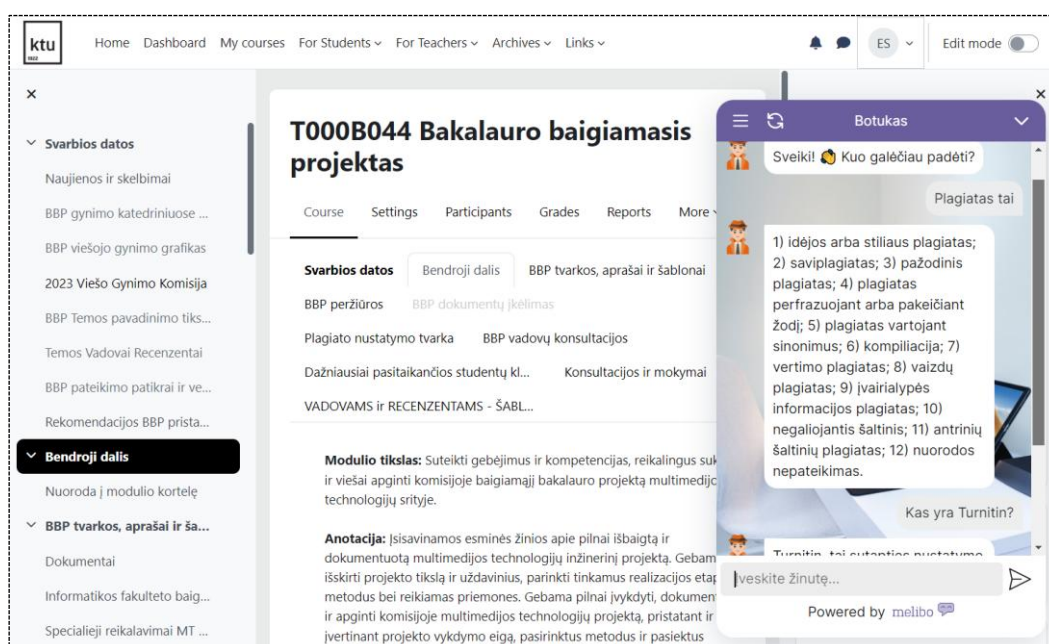 ktu
1922
Home Dashboard My courses For Students For Teachers Archives Links
ES
Edit mode
Svarbios datos
Naujienos ir skelbimai
BBP gynimo katedriniuose ...
BBP viešojo gynimo grafikas
2023 Viešo Gynimo Komisija
BBP Temos pavadinimo tiks...
Temos Vadovai Recenzentai
BBP pateikimo patikrai ir ve...
Rekomendacijos BBP prista...
Bendroji dalis
Nuoroda į modulio kortelę
BBP tvarkos, aprašai ir ša...
Dokumentai
Informatikos fakulteto baig...
Specialieji reikalavimai MT ...
T000B044 Bakalauro baigiamasis
projektas
Course Settings Participants Grades Reports More
Svarbios datos Bendroji dalis BBP tvarkos, aprašai ir šablonai
BBP peržiūros BBP dokumentų įkėlimas
Plagiato nustatymo tvarka BBP vadovų konsultacijos
Dažniausiai pasitaikančios studentų kl... Konsultacijos ir mokymai
VADOVAMS ir RECENZENTAMS - ŠABL...
Modulio tikslas: Suteikti gebėjimus ir kompetencijas, reikalingus
ir viešai apginti komisijoje baigiamąjį bakalauro projektą
technologijų srityje.
Anotacija: Įsisavinamos esminės žinios apie pilnai išbaigtą ir
dokumentuotą multimedijos technologijų inžinerinį projektą.
išskirti projekto tikslą ir uždavinius, parinkti tinkamus realizacijos
metodus bei reikiamas priemones. Gebama pilnai įvykdyti,
ir apginti komisijoje multimedijos technologijų projektą, pristatant ir
įvertinant projekto vykdymo eigą, pasirinktus metodus ir pasiektus
Botukas
Sveiki! 👋 Kuo galėčiau padėti?
Plagiatas tai
1) idėjos arba stiliaus plagiatas;
2) saviplagiatas; 3) pažodinis
plagiatas; 4) plagiatas
perfrazuojant arba pakeičiant
žodį; 5) plagiatas vartojant
sinonimus; 6) kompiliacija; 7)
vertimo plagiatas; 8) vaizdų
plagiatas; 9) įvairialypės
informacijos plagiatas; 10)
negaliojantis šaltinis; 11) antrinių
šaltinių plagiatas; 12) nuorodos
nepateikimas.
Kas yra Turnitin?
Turnitin, tai sutapties nustatymo
Įveskite žinutę...
Powered by melibo